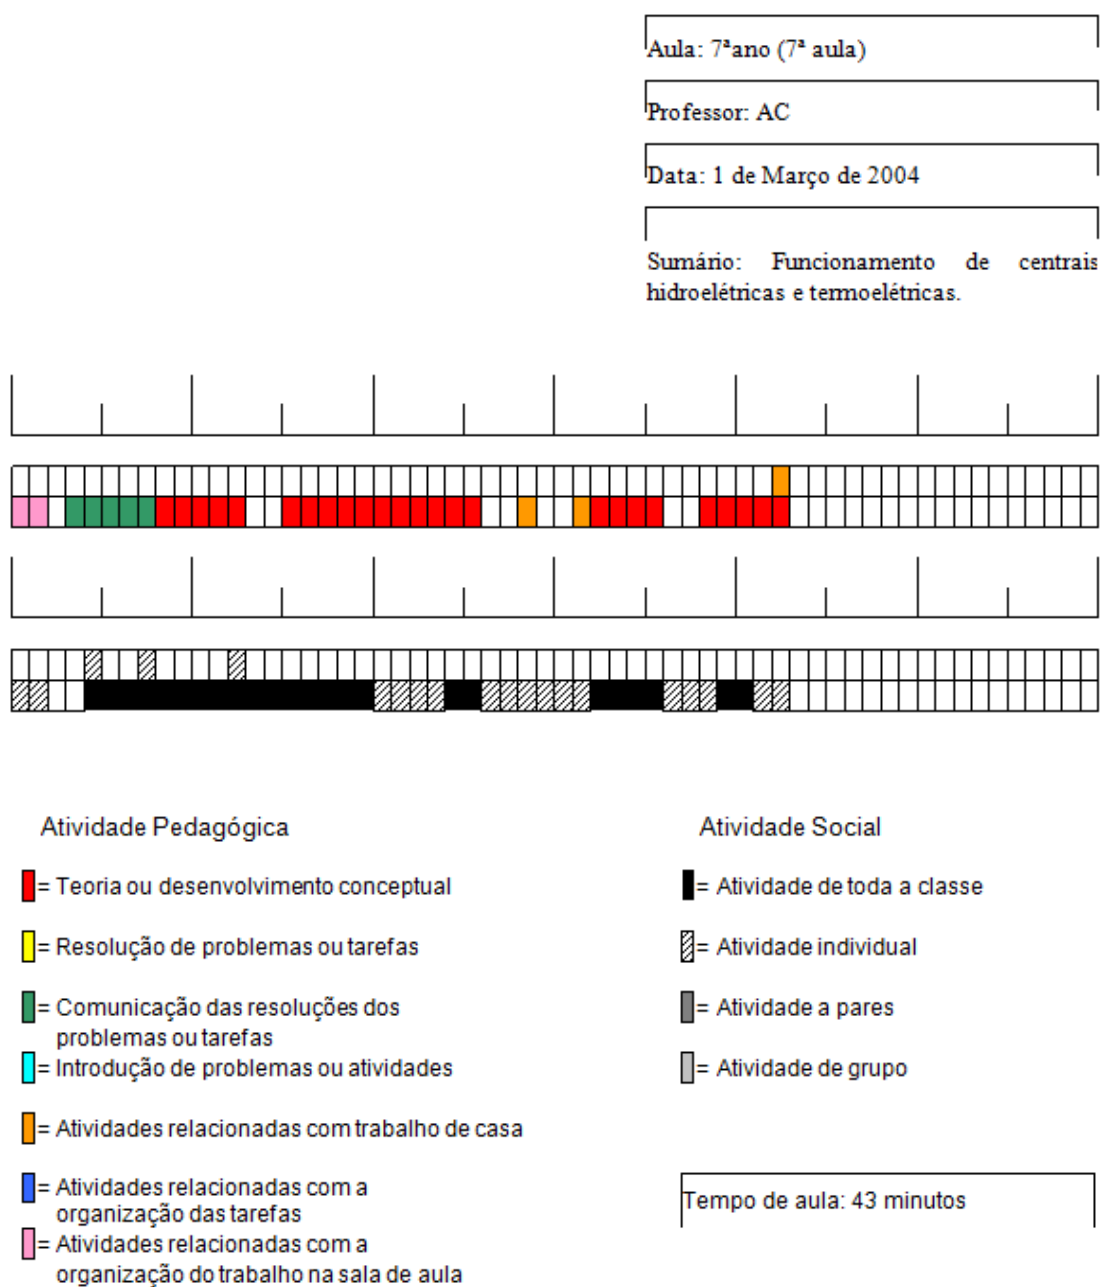 Aula: 7ªano (7ª aula)
Professor: AC
Data: 1 de Março de 2004
Sumário: Funcionamento de centrais
hidroelétricas e termoelétricas.
Atividade Pedagógica
= Teoria ou desenvolvimento conceptual
= Resolução de problemas ou tarefas
= Comunicação das resoluções dos
problemas ou tarefas
= Introdução de problemas ou atividades
= Atividades relacionadas com trabalho de casa
= Atividades relacionadas com a
organização das tarefas
= Atividades relacionadas com a
organização do trabalho na sala de aula
Atividade Social
= Atividade de toda a classe
= Atividade individual
= Atividade a pares
= Atividade de grupo
Tempo de aula: 43 minutos